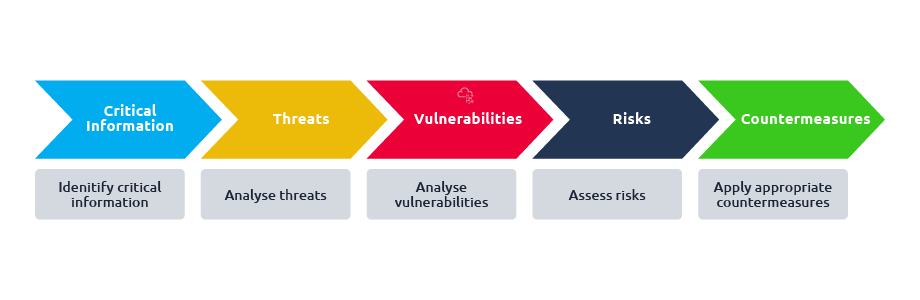 Critical
Information
Threats
Vulnerabilities
Risks
Countermeasures
Idenitify critical
information
Analyse threats
Analyse
vulnerabilities
Assess risks
Apply appropriate
countermeasures